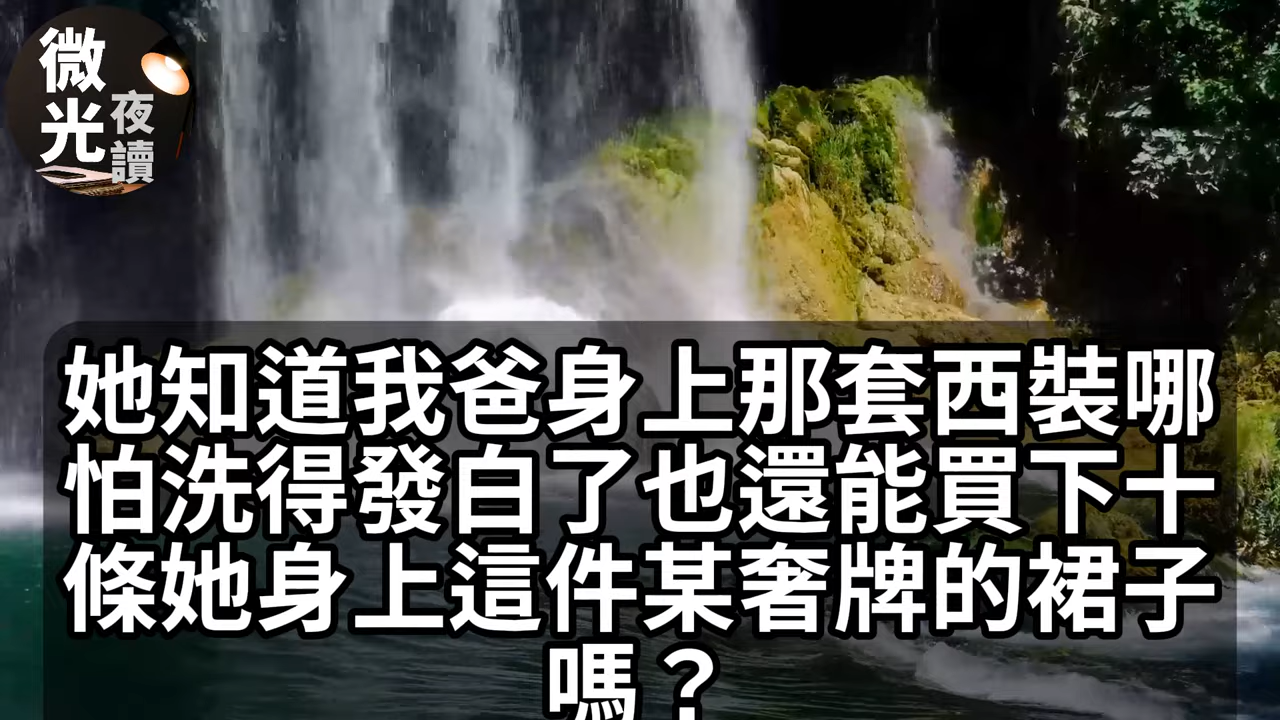 微光
夜讀
她知道我爸身上那套西裝哪
怕洗得發白了也還能買下十
條她身上這件某奢牌的裙子
嗎？